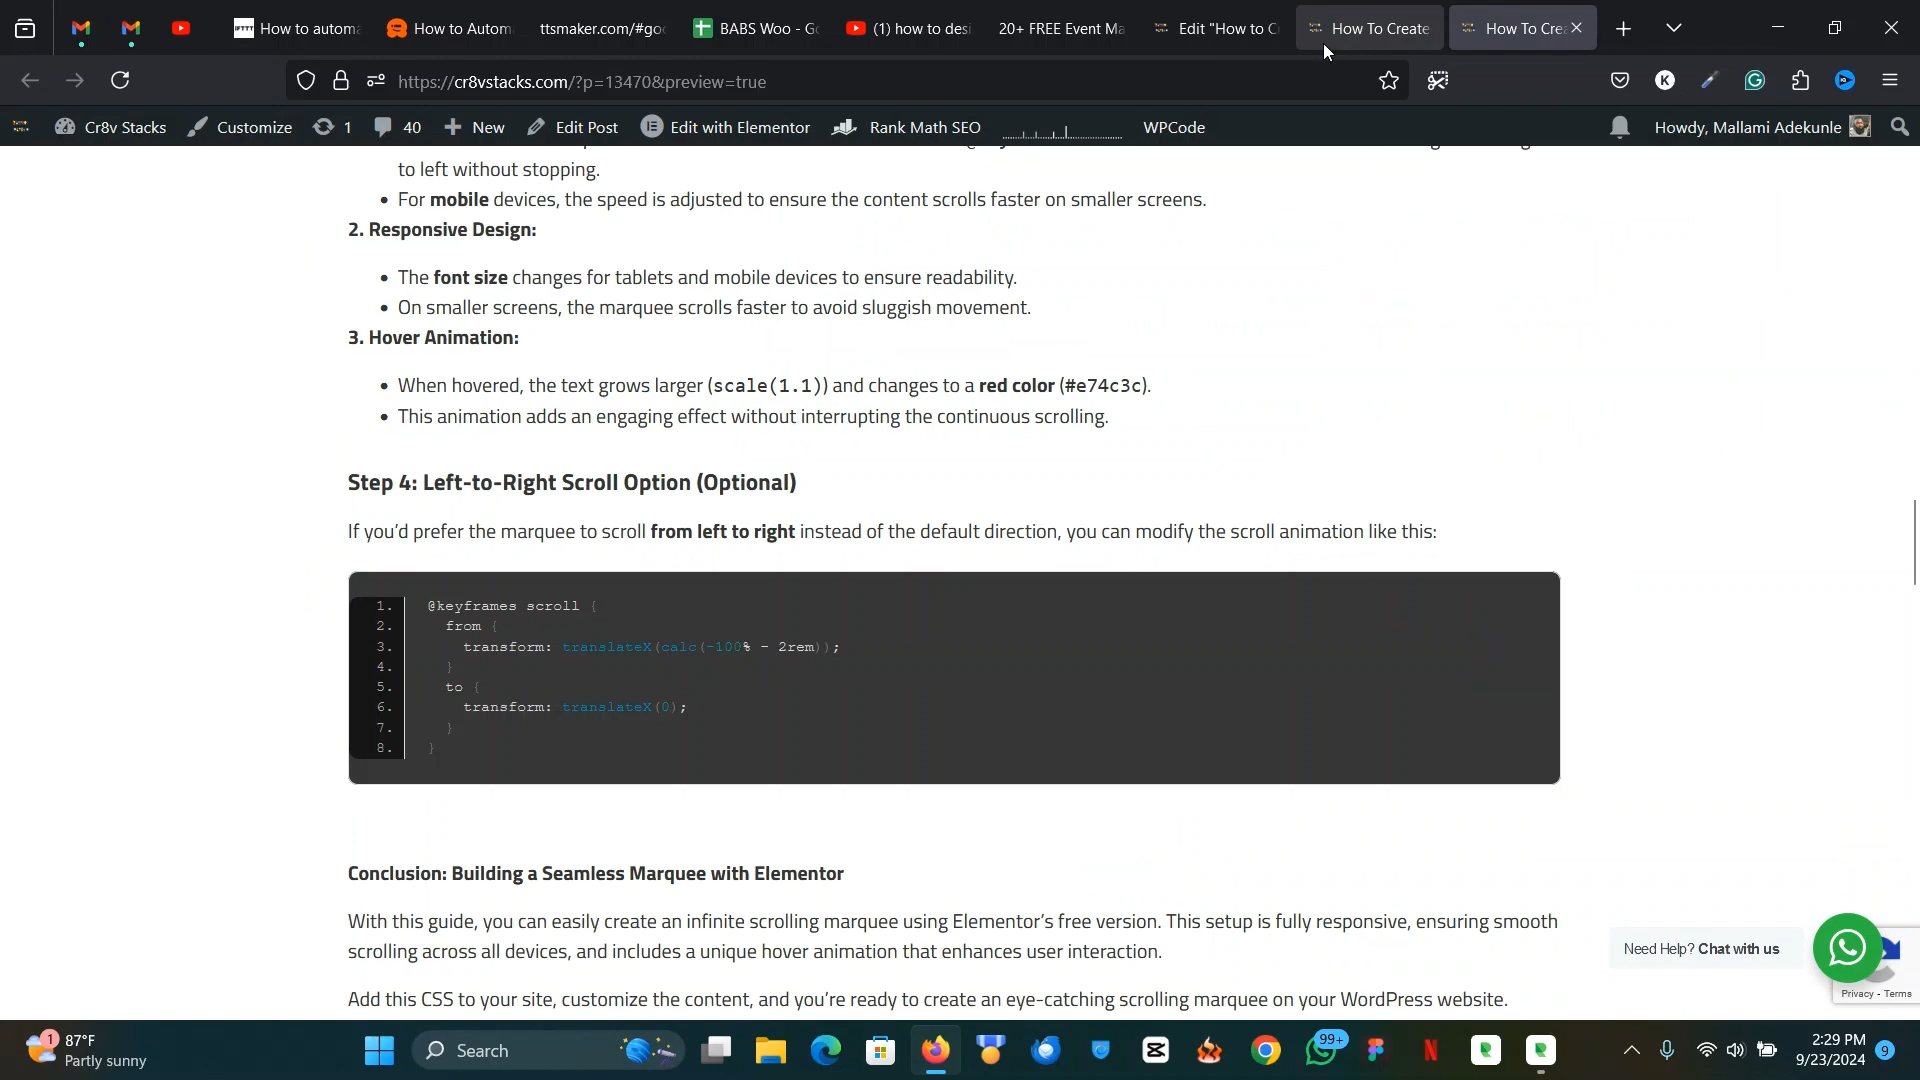 How to automa
How to Autom
ttsmaker.com/#goo
BABS Woo - Go
(1) how to desi
20+ FREE Event Ma
Edit "How to C
How To Create
How To Crea
https://cr8vstacks.com/?p=13470&preview=true
Cr8v Stacks
Customize
1
40
New
Edit Post
Edit with Elementor
Rank Math SEO
WPCode
Howdy, Mallami Adekunle
to left without stopping.
• For mobile devices, the speed is adjusted to ensure the content scrolls faster on smaller screens.
2. Responsive Design:
• The font size changes for tablets and mobile devices to ensure readability.
• On smaller screens, the marquee scrolls faster to avoid sluggish movement.
3. Hover Animation:
• When hovered, the text grows larger (scale(1.1)) and changes to a red color (#e74c3c).
• This animation adds an engaging effect without interrupting the continuous scrolling.
Step 4: Left-to-Right Scroll Option (Optional)
If you'd prefer the marquee to scroll from left to right instead of the default direction, you can modify the scroll animation like this:
1. @keyframes scroll {
2. from {
3. transform: translateX(calc(-100% - 2rem));
4. }
5. to {
6. transform: translateX(0);
7. }
8. }
Conclusion: Building a Seamless Marquee with Elementor
With this guide, you can easily create an infinite scrolling marquee using Elementor's free version. This setup is fully responsive, ensuring smooth
scrolling across all devices, and includes a unique hover animation that enhances user interaction.
Need Help? Chat with us
Privacy - Terms
Add this CSS to your site, customize the content, and you're ready to create an eye-catching scrolling marquee on your WordPress website.
1
87°F
Partly sunny
Search
99+
2:29 PM
9/23/2024
9